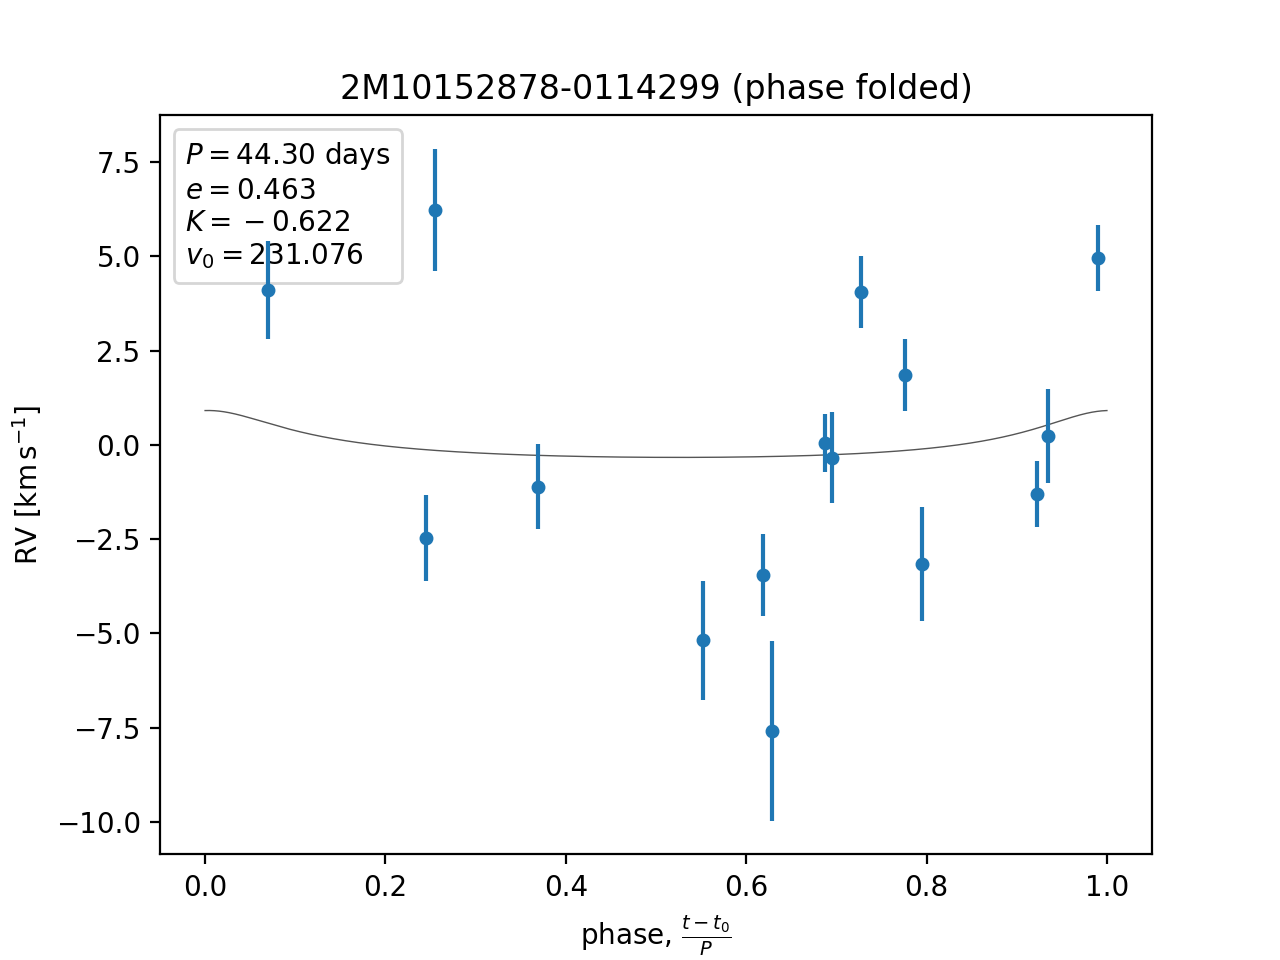 2M10152878-0114299 (phase folded)
P = 44.30 days
e = 0.463
K = −0.622
v₀ = 231.076
RV [km s⁻¹]
7.5
5.0
2.5
0.0
−2.5
−5.0
−7.5
−10.0
0.0 0.2 0.4 0.6 0.8 1.0
phase, (t − t₀)/P